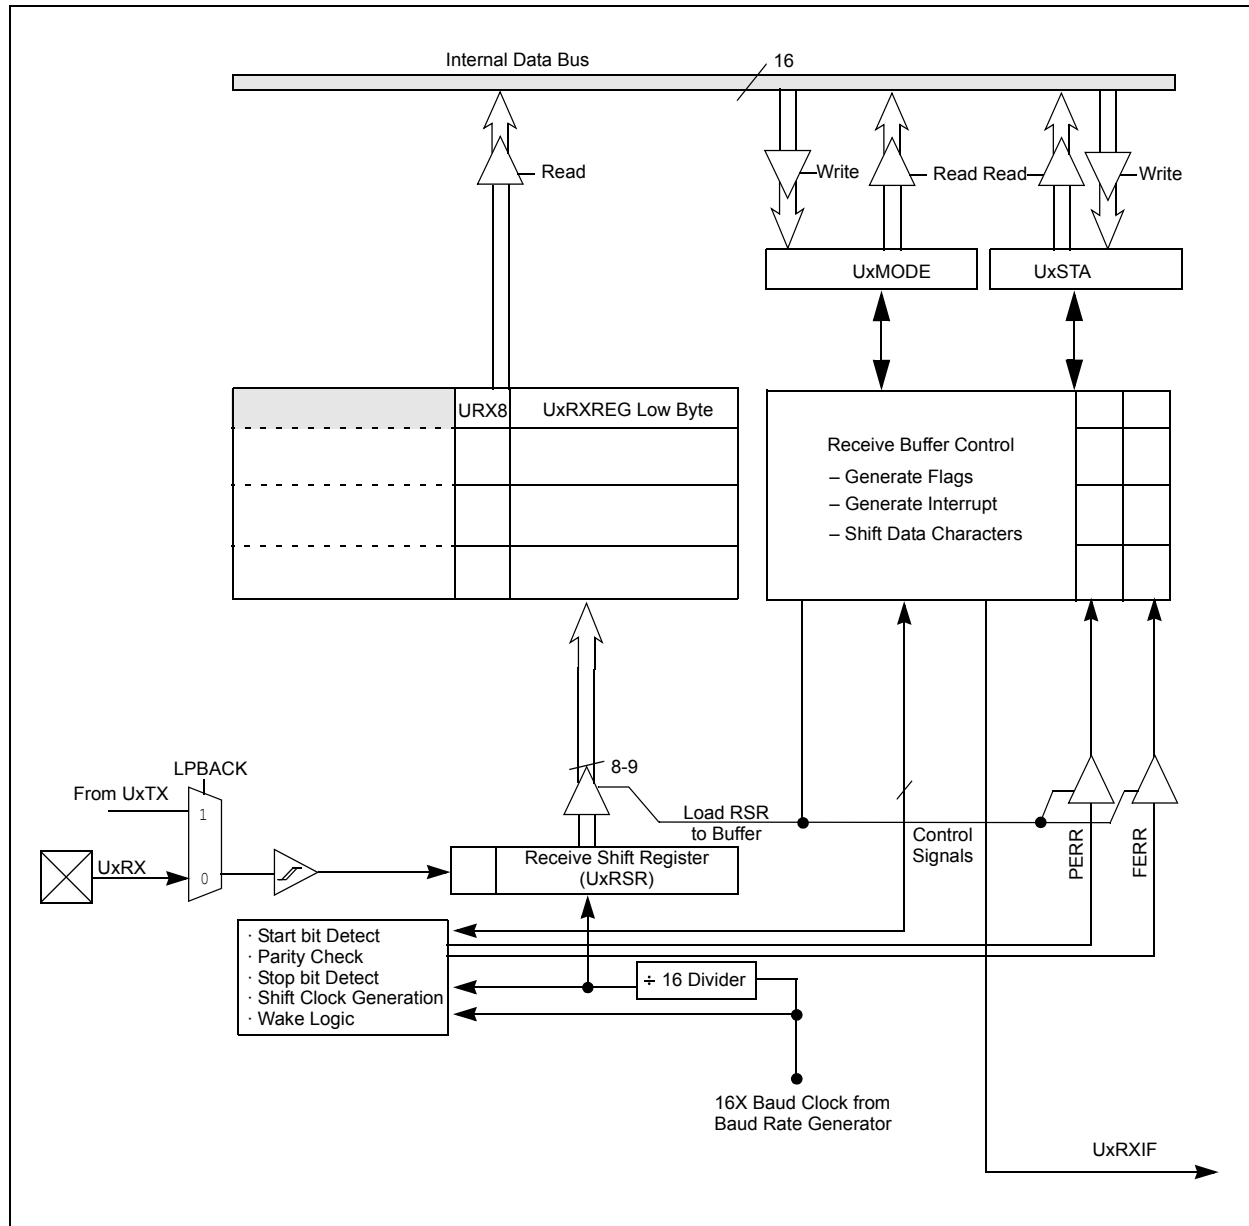 Internal Data Bus
16
Read
Write
Read Read
Write
UxMODE
UxSTA
URX8
UxRXREG Low Byte
Receive Buffer Control
– Generate Flags
– Generate Interrupt
– Shift Data Characters
LPBACK
From UxTX
1
0
UxRX
8-9
Load RSR
to Buffer
Control
Signals
PERR
FERR
Receive Shift Register
(UxRSR)
· Start bit Detect
· Parity Check
· Stop bit Detect
· Shift Clock Generation
· Wake Logic
÷ 16 Divider
16X Baud Clock from
Baud Rate Generator
UxRXIF